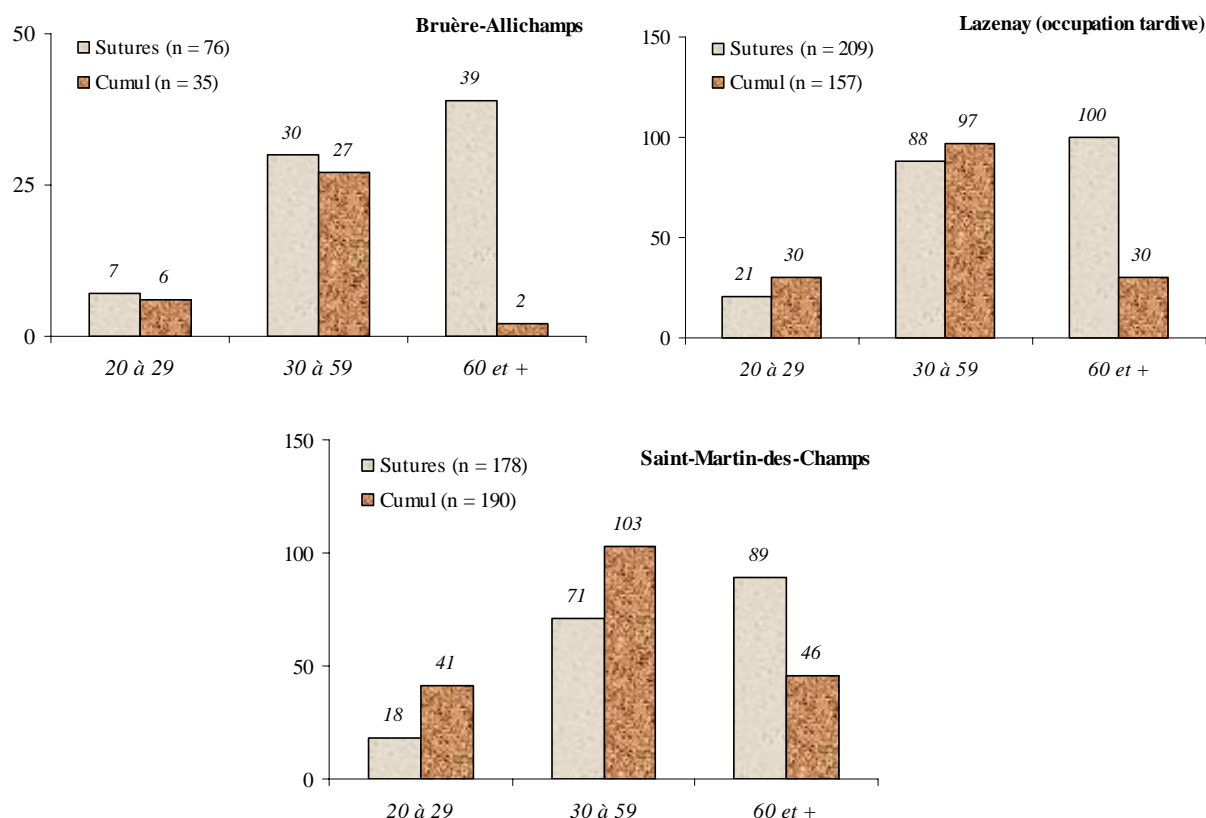 Bruère-Allichamps
50
25
0
Sutures (n = 76)
Cumul (n = 35)
7
6
30
27
39
2
20 à 29
30 à 59
60 et +
Lazenay (occupation tardive)
150
100
50
0
Sutures (n = 209)
Cumul (n = 157)
21
30
88
97
100
30
20 à 29
30 à 59
60 et +
Saint-Martin-des-Champs
150
100
50
0
Sutures (n = 178)
Cumul (n = 190)
18
41
71
103
89
46
20 à 29
30 à 59
60 et +